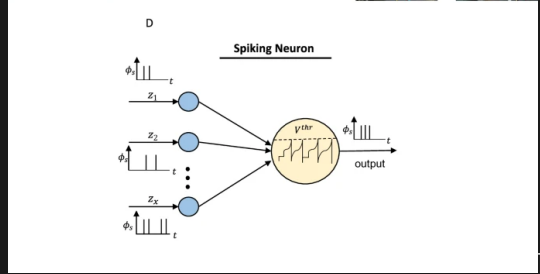 D
Spiking Neuron
ϕₛ
t
z₁
z₂
ϕₛ
t
zₓ
ϕₛ
t
Vᵗʰʳ
ϕₛ
t
output